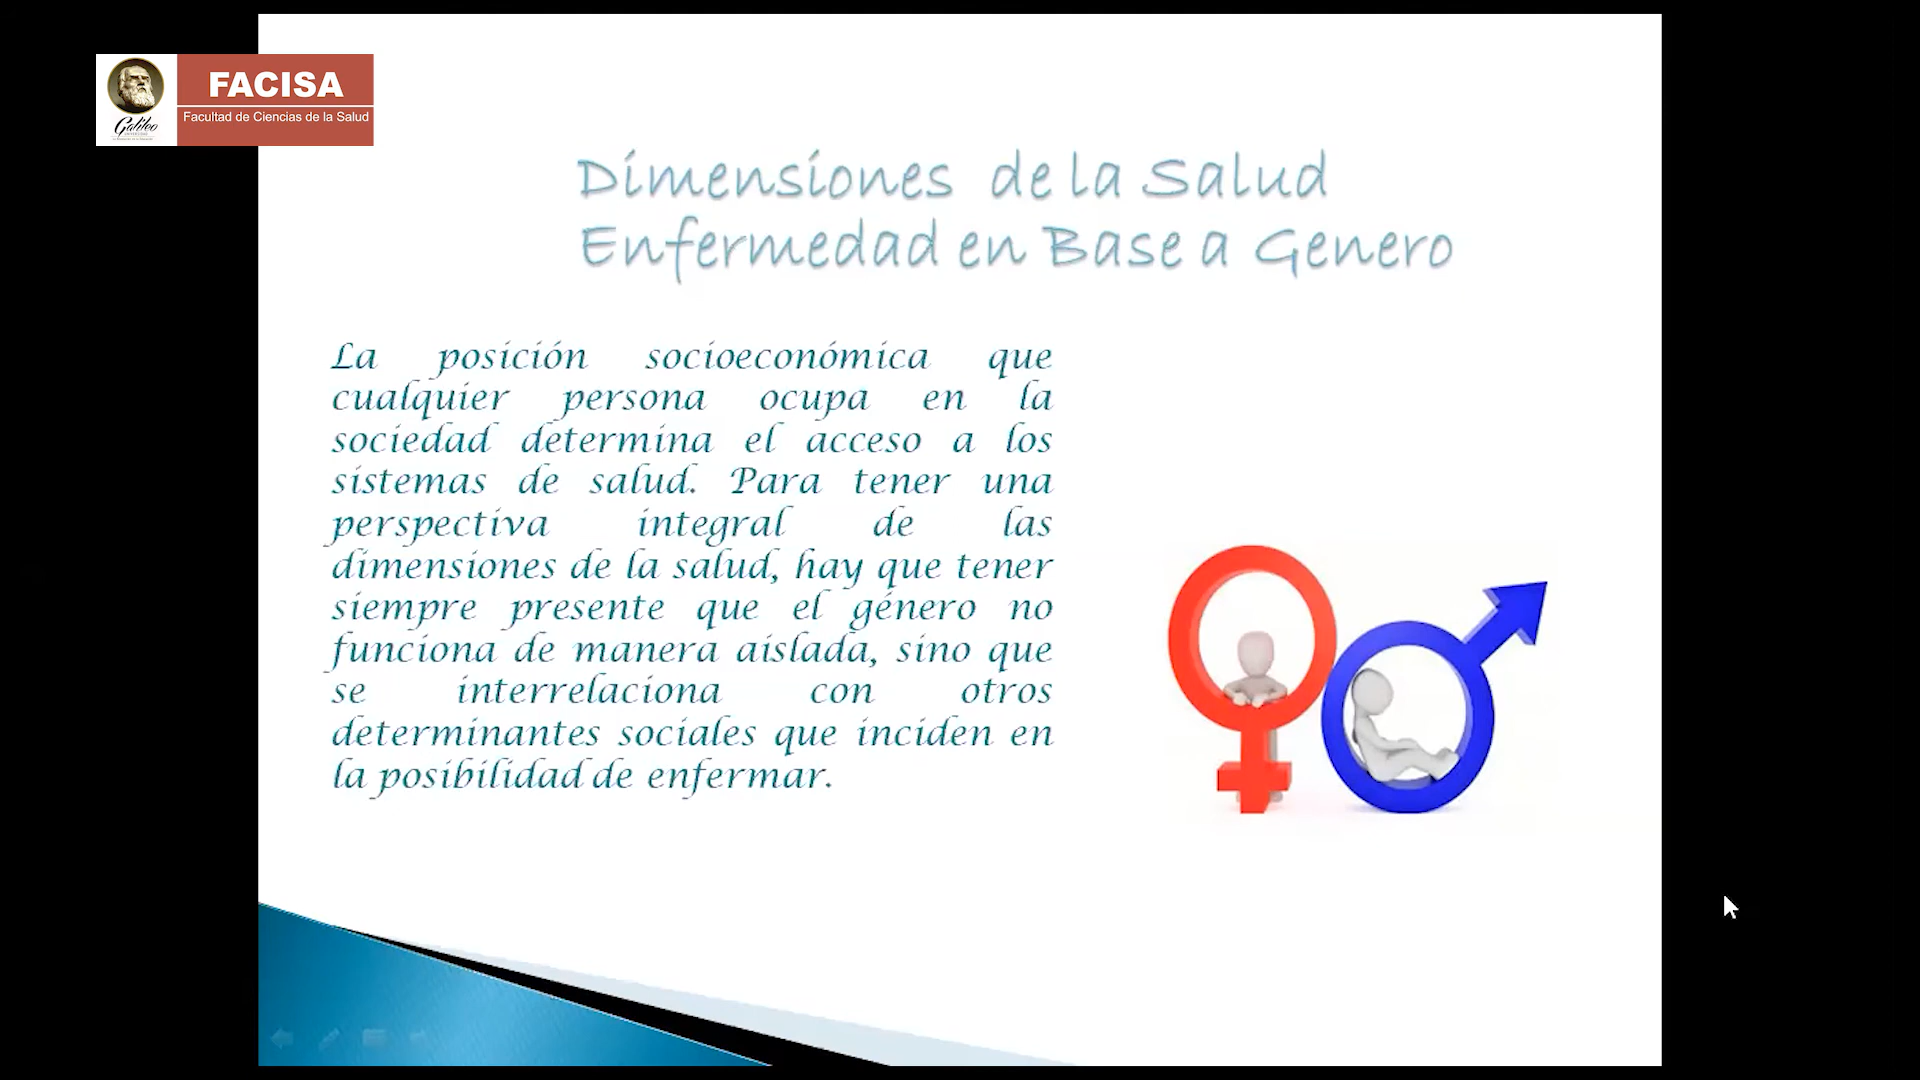 FACISA
Facultad de Ciencias de la Salud
Galileo
Dimensiones de la Salud
Enfermedad en Base a Genero
La posición socioeconómica que
cualquier persona ocupa en la
sociedad determina el acceso a los
sistemas de salud. Para tener una
perspectiva integral de las
dimensiones de la salud, hay que tener
siempre presente que el género no
funciona de manera aislada, sino que
se interrelaciona con otros
determinantes sociales que inciden en
la posibilidad de enfermar.